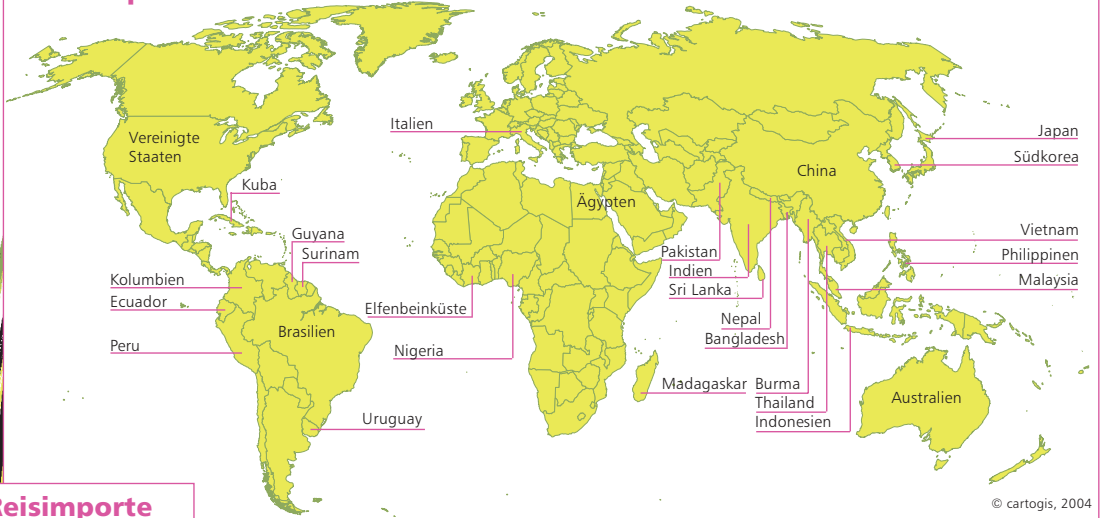 Italien
Vereinigte
Staaten
Japan
Südkorea
China
Kuba
Ägypten
Guyana
Surinam
Vietnam
Pakistan
Philippinen
Indien
Malaysia
Kolumbien
Sri Lanka
Ecuador
Elfenbeinküste
Nepal
Brasilien
Bangladesh
Peru
Nigeria
Madagaskar
Burma
Australien
Thailand
Uruguay
Indonesien
Reisimporte
© cartogis, 2004